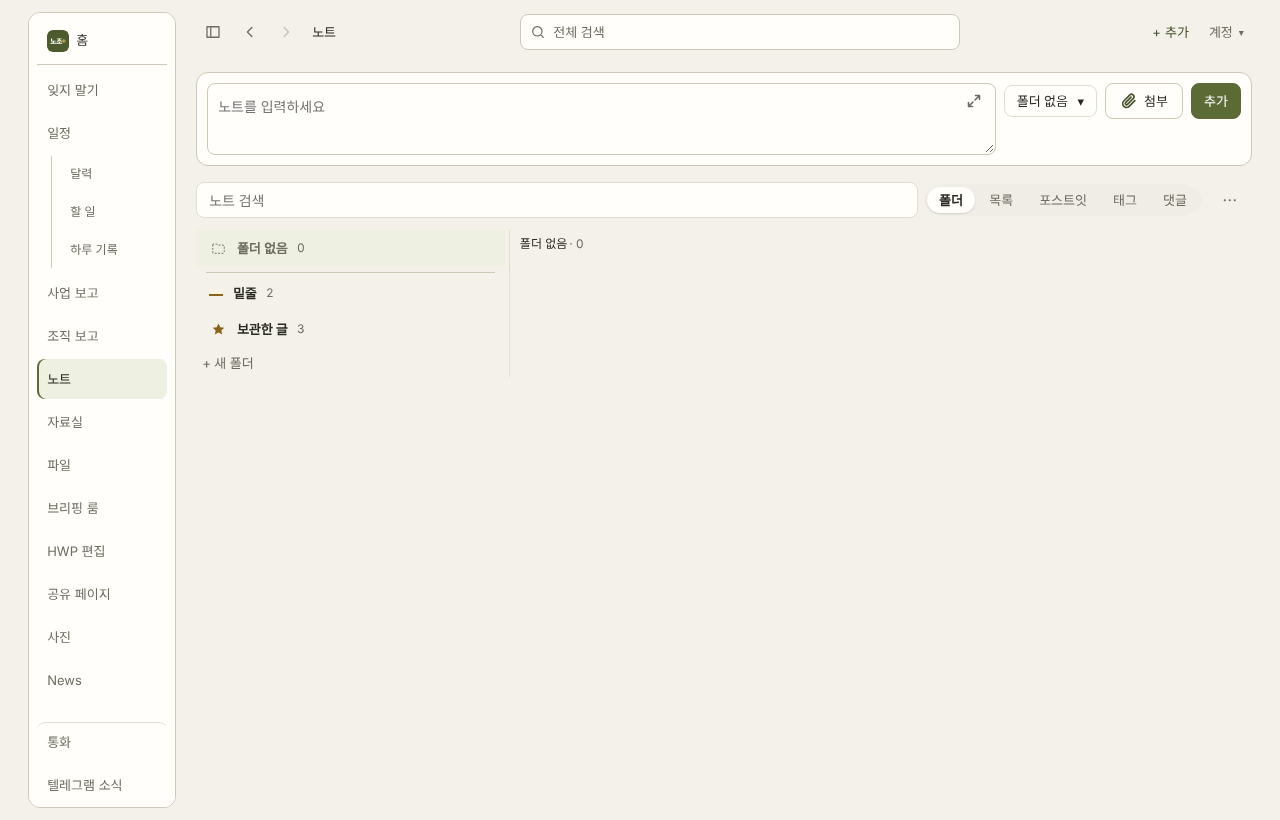 홈
잊지 말기
일정
달력
할 일
하루 기록
사업 보고
조직 보고
노트
자료실
파일
브리핑 룸
HWP 편집
공유 페이지
사진
News
통화
텔레그램 소식
노트
전체 검색
+ 추가
계정 ▾
노트를 입력하세요
폴더 없음 ▼
첨부
추가
노트 검색
폴더 목록 포스트잇 태그 댓글 ···
폴더 없음 0
밑줄 2
보관한 글 3
+ 새 폴더
폴더 없음 · 0